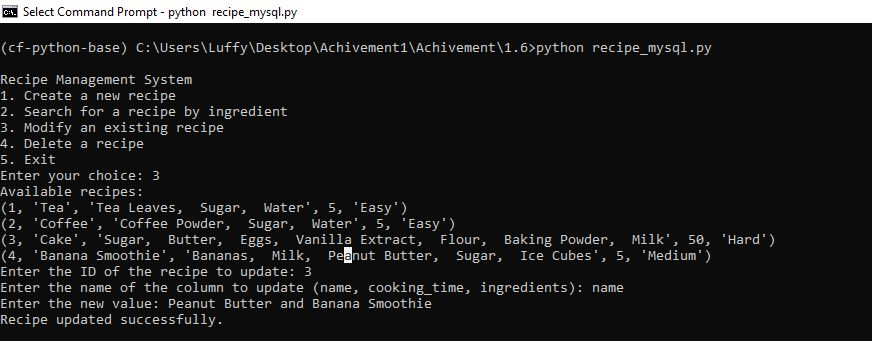 Select Command Prompt - python  recipe_mysql.py
(cf-python-base) C:\Users\Luffy\Desktop\Achivement1\Achivement\1.6>python recipe_mysql.py
Recipe Management System
1. Create a new recipe
2. Search for a recipe by ingredient
3. Modify an existing recipe
4. Delete a recipe
5. Exit
Enter your choice: 3
Available recipes:
(1, 'Tea', 'Tea Leaves,  Sugar,  Water', 5, 'Easy')
(2, 'Coffee', 'Coffee Powder,  Sugar,  Water', 5, 'Easy')
(3, 'Cake', 'Sugar,  Butter,  Eggs,  Vanilla Extract,  Flour,  Baking Powder,  Milk', 50, 'Hard')
(4, 'Banana Smoothie', 'Bananas,  Milk,  Peanut Butter,  Sugar,  Ice Cubes', 5, 'Medium')
Enter the ID of the recipe to update: 3
Enter the name of the column to update (name, cooking_time, ingredients): name
Enter the new value: Peanut Butter and Banana Smoothie
Recipe updated successfully.